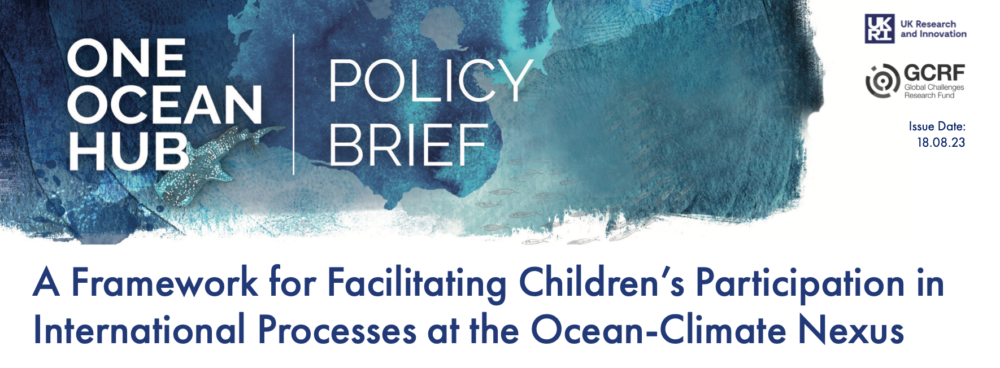 ONE
OCEAN
HUB
POLICY
BRIEF
UK
RI
UK Research
and Innovation
GCRF
Global Challenges
Research Fund
Issue Date:
18.08.23
A Framework for Facilitating Children’s Participation in
International Processes at the Ocean-Climate Nexus